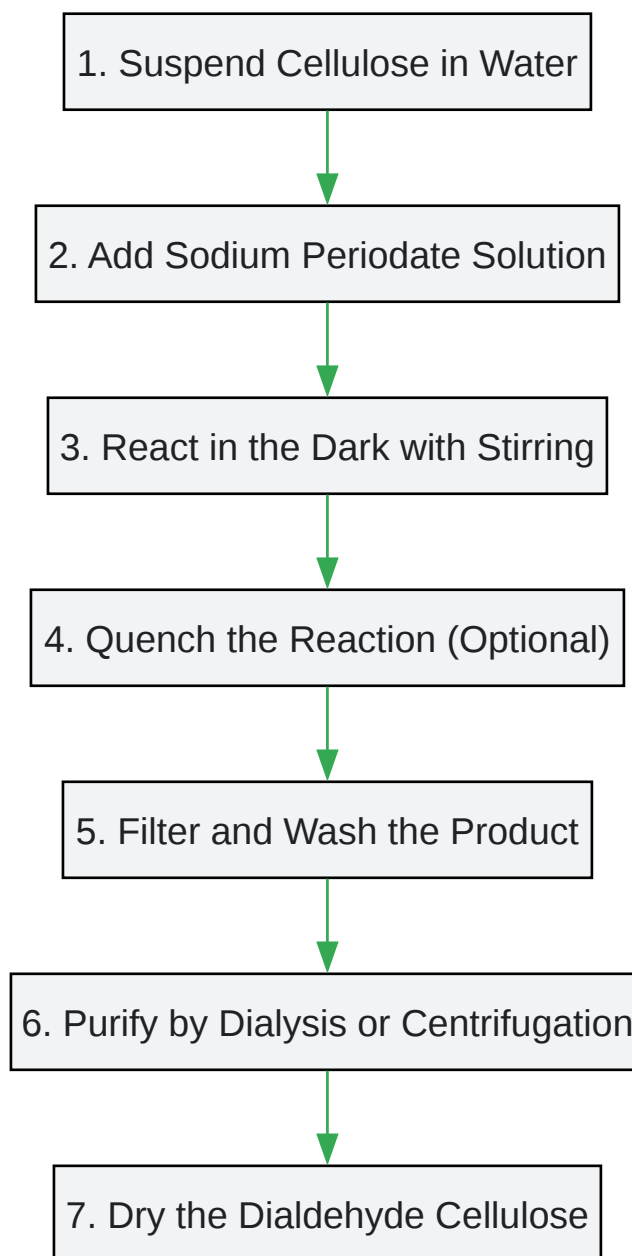 1. Suspend Cellulose in Water
2. Add Sodium Periodate Solution
3. React in the Dark with Stirring
4. Quench the Reaction (Optional)
5. Filter and Wash the Product
6. Purify by Dialysis or Centrifugation
7. Dry the Dialdehyde Cellulose